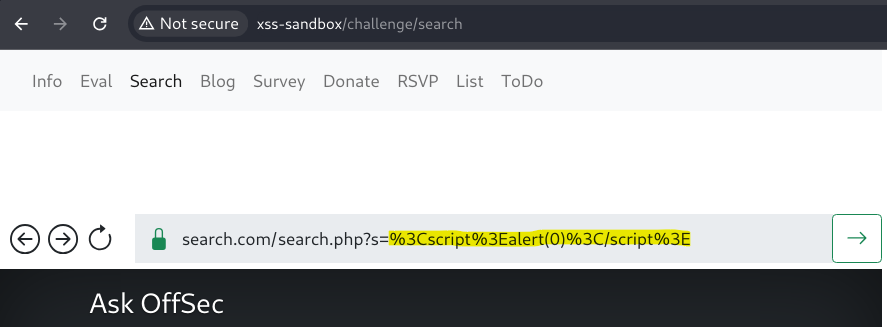 Not secure xss-sandbox/challenge/search
Info Eval Search Blog Survey Donate RSVP List ToDo
search.com/search.php?s=%3Cscript%3Ealert(0)%3C/script%3E
Ask OffSec